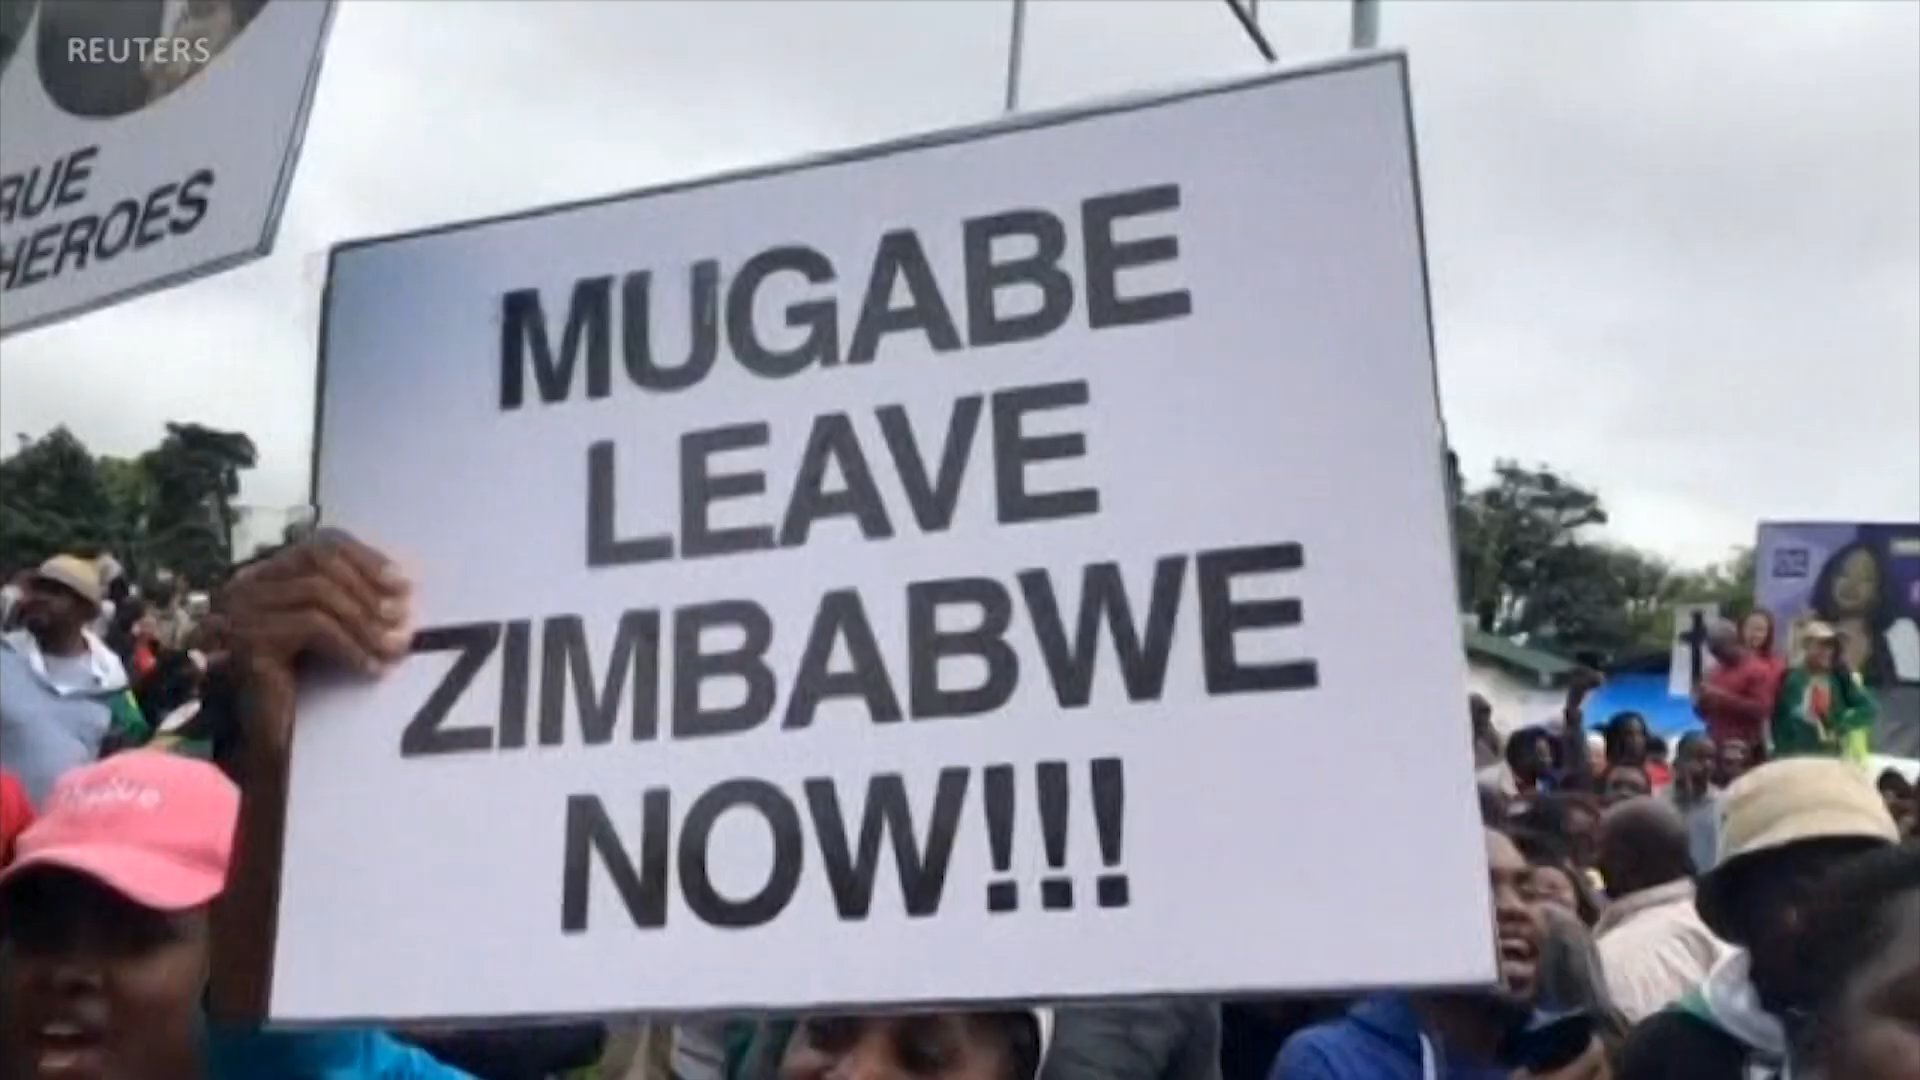 REUTERS
RUE
HEROES
MUGABE
LEAVE
ZIMBABWE
NOW!!!